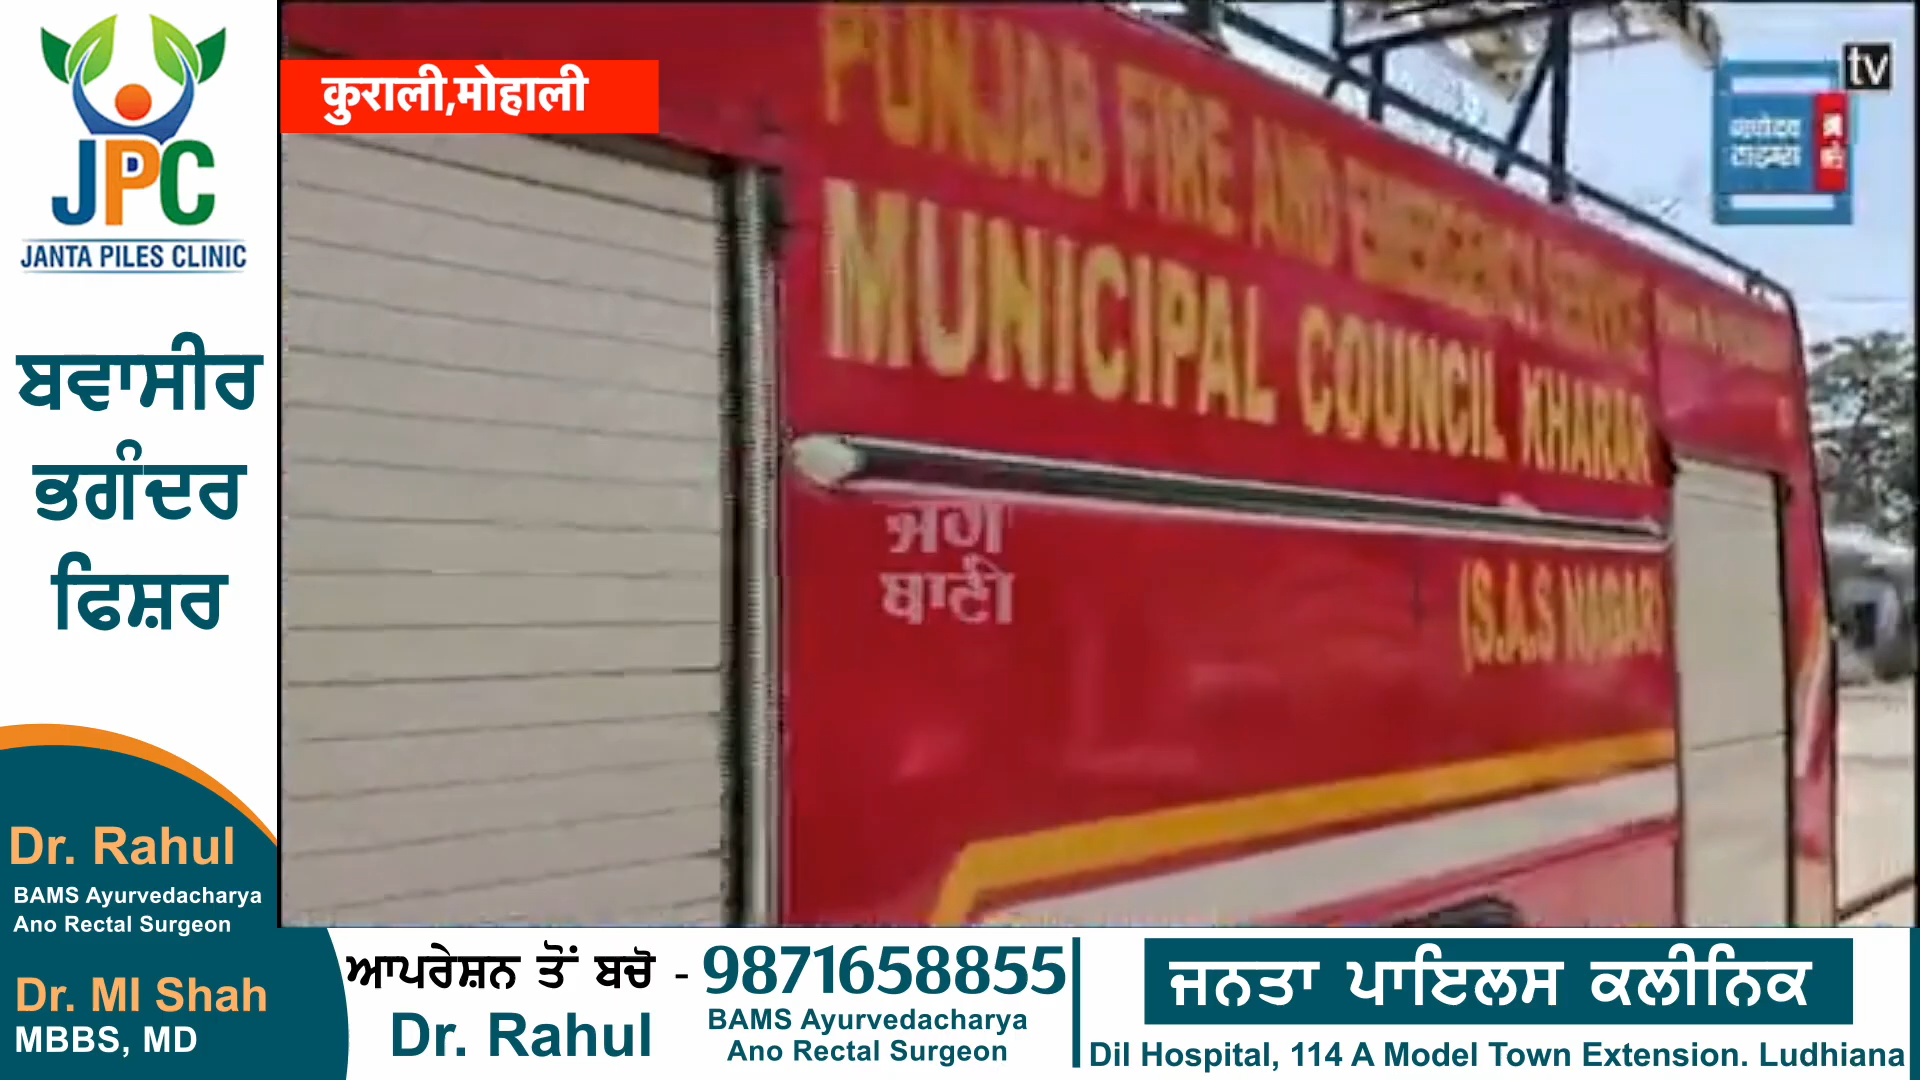 JPC
JANTA PILES CLINIC
ਬਵਾਸੀਰ
ਭਗੰਦਰ
ਫਿਸ਼ਰ
Dr. Rahul
BAMS Ayurvedacharya
Ano Rectal Surgeon
Dr. MI Shah
MBBS, MD
कुराली,मोहाली
PUNJAB FIRE AND EMERGENCY SERVICE
MUNICIPAL COUNCIL KHARAR
(S.A.S NAGAR)
ਜਗ
ਬਾਣੀ
tv
ਆਪਰੇਸ਼ਨ ਤੋਂ ਬਚੋ - 9871658855
Dr. Rahul
BAMS Ayurvedacharya
Ano Rectal Surgeon
ਜਨਤਾ ਪਾਇਲਸ ਕਲੀਨਿਕ
Dil Hospital, 114 A Model Town Extension. Ludhiana